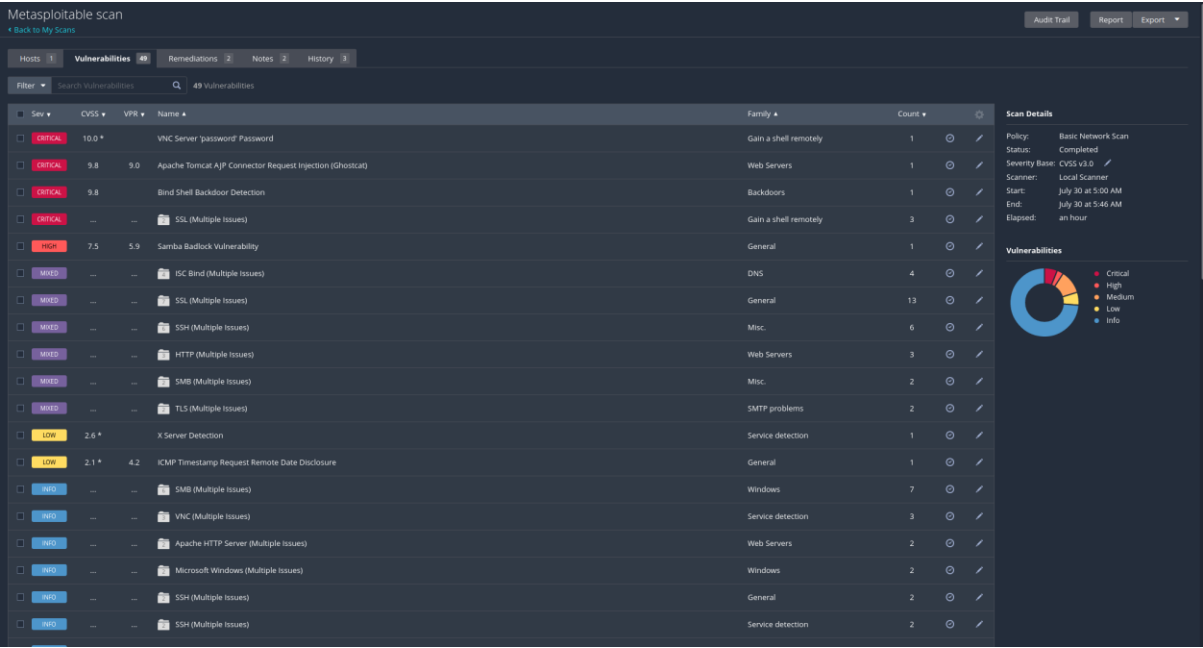 Metasploitable scan
Back to My Scans
Audit Trail Report Export
Hosts 1 Vulnerabilities 49 Remediations 2 Notes 2 History 3
Filter Search Vulnerabilities 49 Vulnerabilities
Sev CVSS VPR Name Family Count
CRITICAL 10.0 * VNC Server 'password' Password Gain a shell remotely 1
CRITICAL 9.8 9.0 Apache Tomcat AJP Connector Request Injection (Ghostcat) Web Servers 1
CRITICAL 9.8 Bind Shell Backdoor Detection Backdoors 1
CRITICAL ... ... SSL (Multiple Issues) Gain a shell remotely 3
HIGH 7.5 5.9 Samba Badlock Vulnerability General 1
MIXED ... ... ISC Bind (Multiple Issues) DNS 4
MIXED ... ... SSL (Multiple Issues) General 13
MIXED ... ... SSH (Multiple Issues) Misc. 6
MIXED ... ... HTTP (Multiple Issues) Web Servers 3
MIXED ... ... SMB (Multiple Issues) Misc. 2
MIXED ... ... TLS (Multiple Issues) SMTP problems 2
LOW 2.6 * X Server Detection Service detection 1
LOW 2.1 * 4.2 ICMP Timestamp Request Remote Date Disclosure General 1
INFO ... ... SMB (Multiple Issues) Windows 7
INFO ... ... VNC (Multiple Issues) Service detection 3
INFO ... ... Apache HTTP Server (Multiple Issues) Web Servers 2
INFO ... ... Microsoft Windows (Multiple Issues) Windows 2
INFO ... ... SSH (Multiple Issues) General 2
INFO ... ... SSH (Multiple Issues) Service detection 2
Scan Details
Policy: Basic Network Scan
Status: Completed
Severity Base: CVSS v3.0
Scanner: Local Scanner
Start: July 30 at 5:00 AM
End: July 30 at 5:46 AM
Elapsed: an hour
Vulnerabilities
Critical
High
Medium
Low
Info